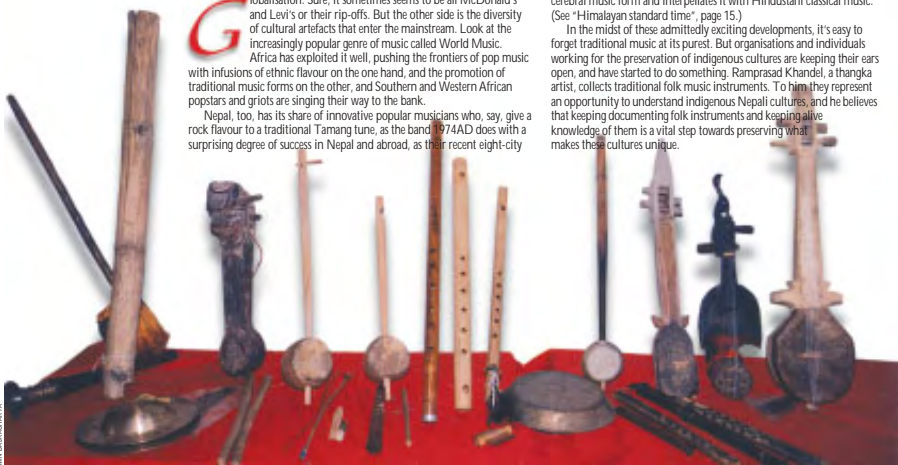 Globalisation. Sure, it sometimes seems to be all McDonald's
and Levi's or their rip-offs. But the other side is the diversity
of cultural artefacts that enter the mainstream. Look at the
increasingly popular genre of music called World Music.
Africa has exploited it well, pushing the frontiers of pop music
with infusions of ethnic flavour on the one hand, and the promotion of
traditional music forms on the other, and Southern and Western African
popstars and griots are singing their way to the bank.
Nepal, too, has its share of innovative popular musicians who, say, give a
rock flavour to a traditional Tamang tune, as the band 1974AD does with a
surprising degree of success in Nepal and abroad, as their recent eight-city
cerebral music form and interpellates it with Hindustani classical music.
(See "Himalayan standard time", page 15.)
In the midst of these admittedly exciting developments, it's easy to
forget traditional music at its purest. But organisations and individuals
working for the preservation of indigenous cultures are keeping their ears
open, and have started to do something. Ramprasad Khandel, a thangka
artist, collects traditional folk music instruments. To him they represent
an opportunity to understand indigenous Nepali cultures, and he believes
that keeping documenting folk instruments and keeping alive
knowledge of them is a vital step towards preserving what
makes these cultures unique.